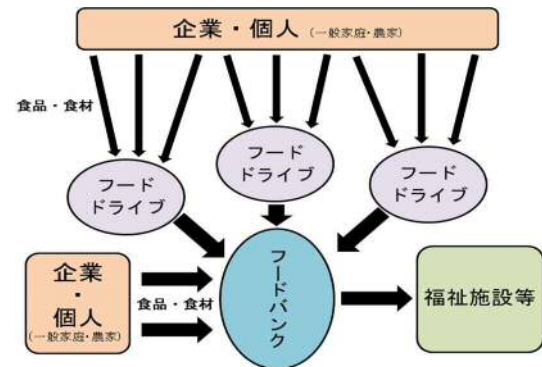 企業・個人 (一般家庭・農家)
食品・食材
フード
ドライブ
フード
ドライブ
フード
ドライブ
企業
・
個人
(一般家庭・農家)
食品・食材
フードバンク
福祉施設等